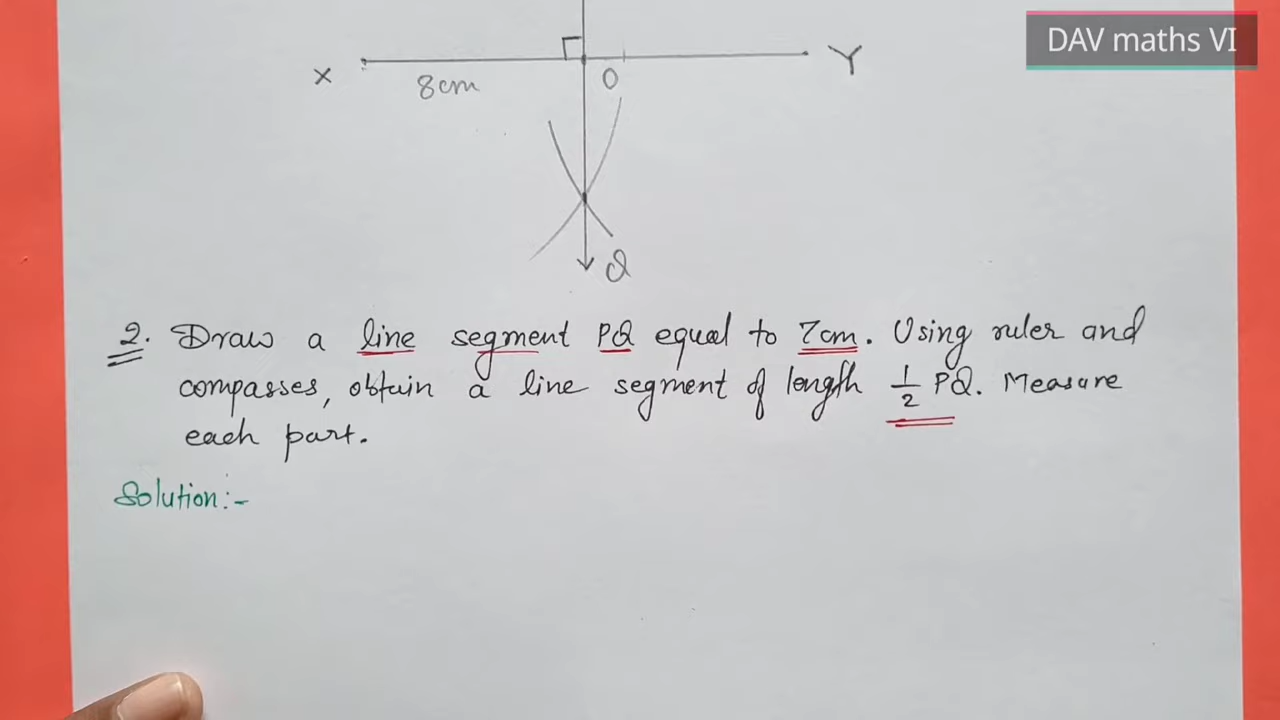 DAV maths VI
X 8cm O Y
Q
2. Draw a line segment PQ equal to 7cm. Using ruler and
compasses, obtain a line segment of length 1/2 PQ. Measure
each part.
Solution:-